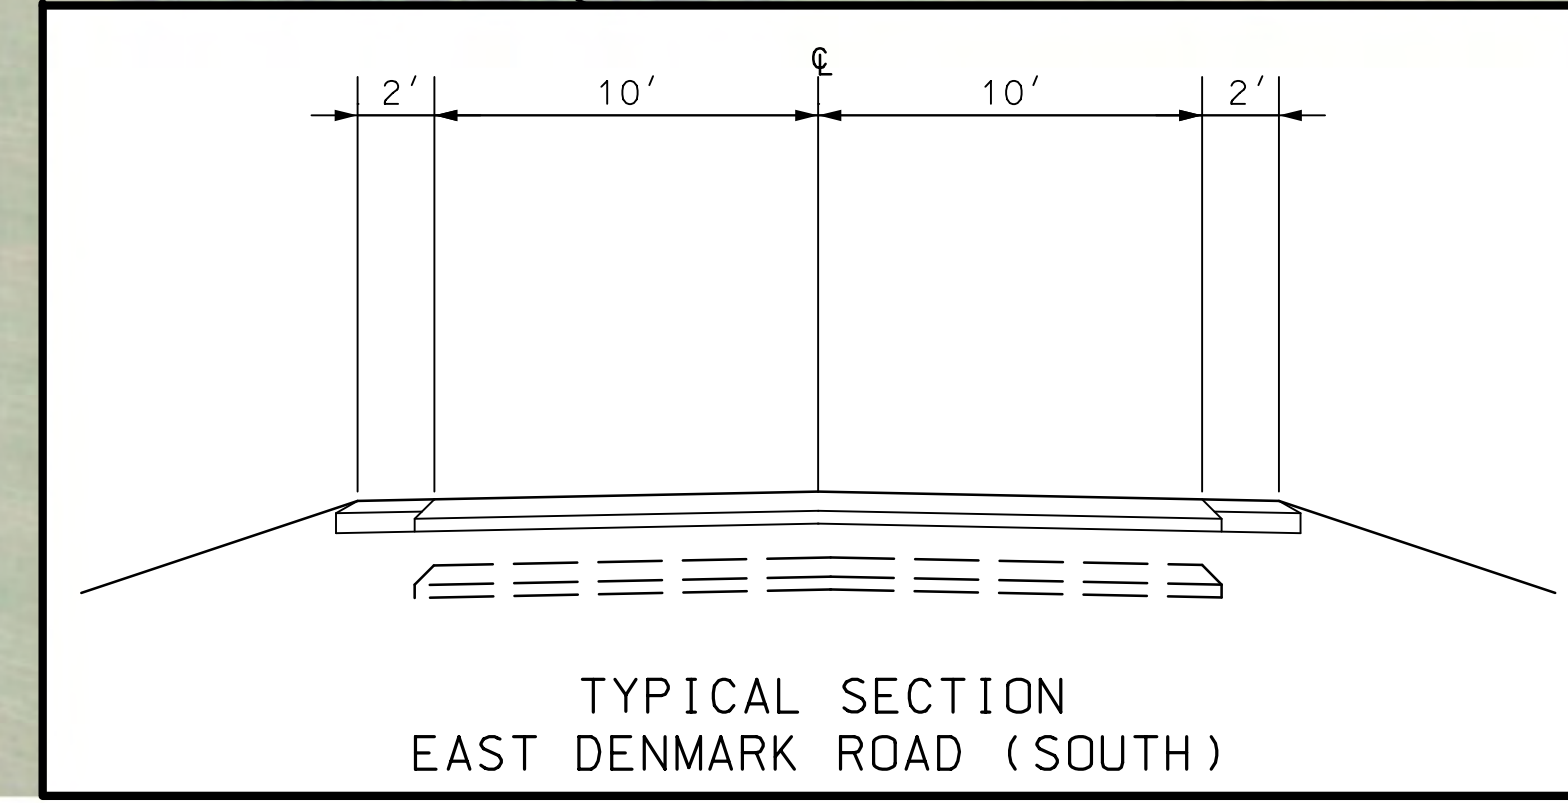 ℄
2' 10' 10' 2'
TYPICAL SECTION
EAST DENMARK ROAD (SOUTH)